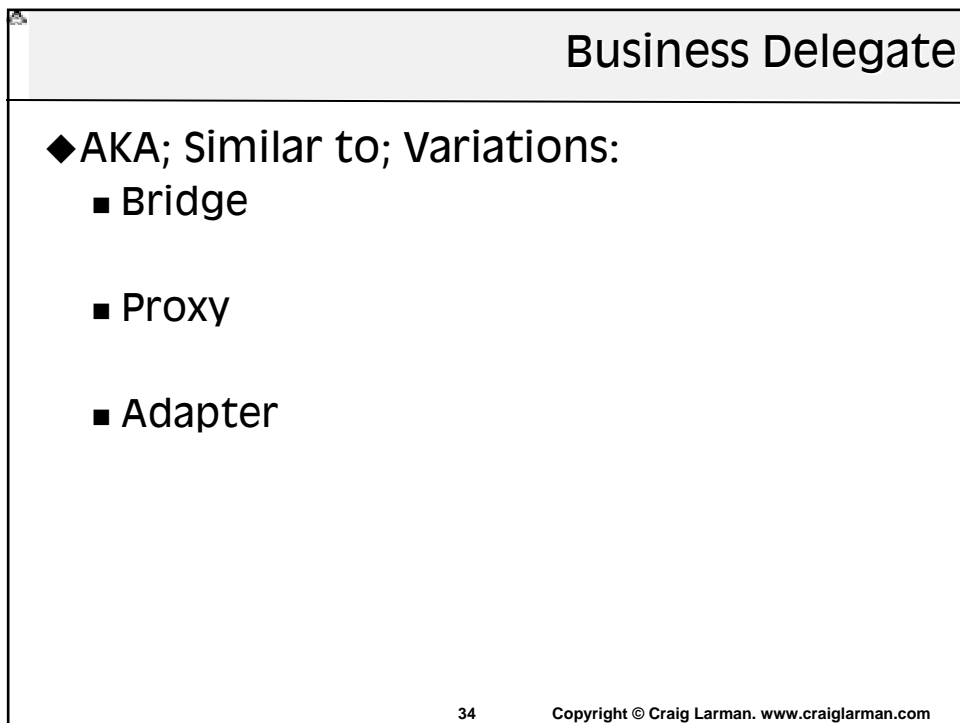 Business Delegate
◆AKA; Similar to; Variations:
■ Bridge
■ Proxy
■ Adapter
34 Copyright © Craig Larman. www.craiglarman.com